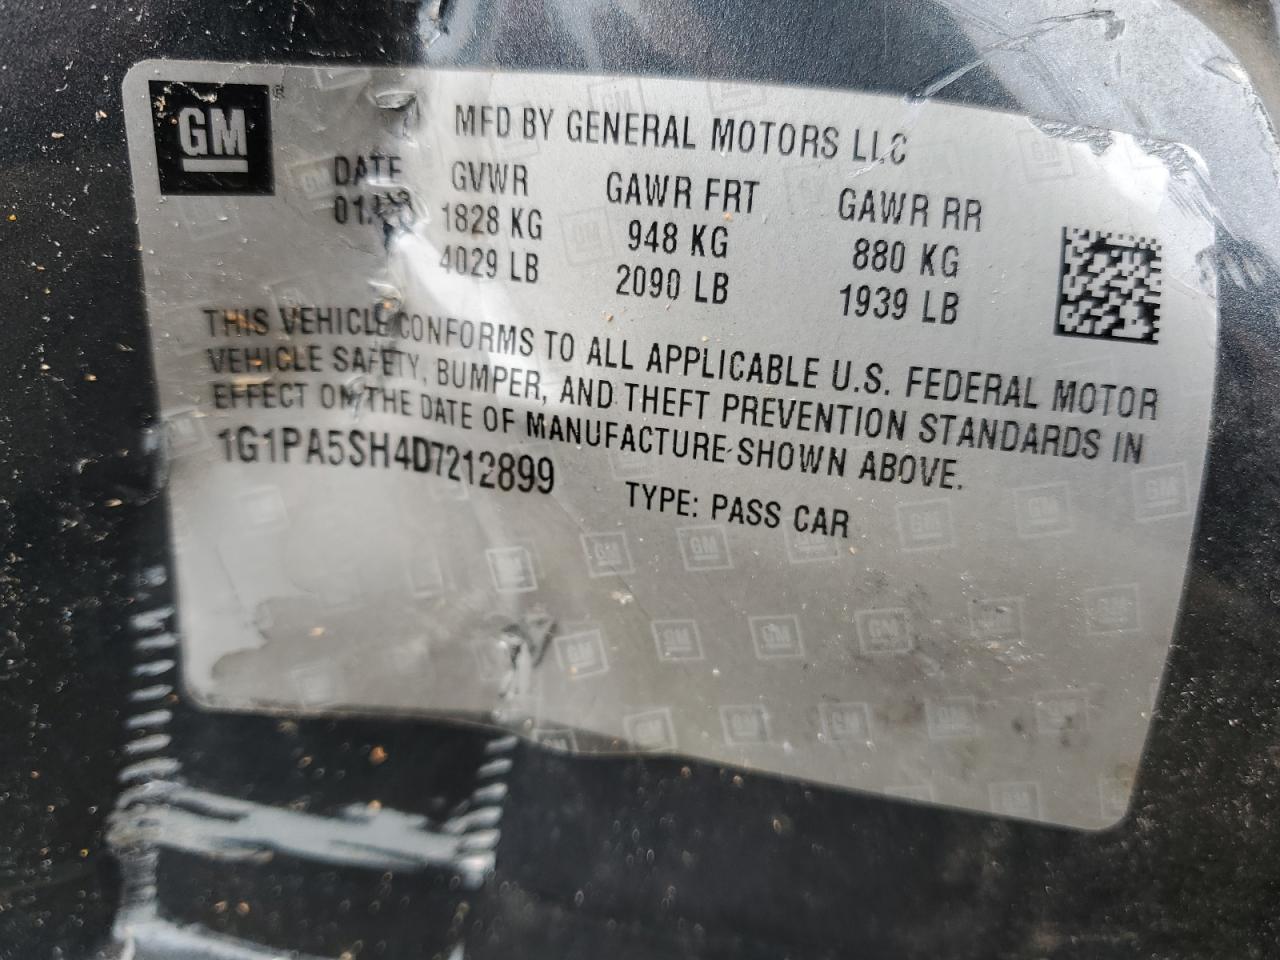 GM
MFD BY GENERAL MOTORS LLC
DATE GVWR GAWR FRT GAWR RR
1828 KG 948 KG 880 KG
4029 LB 2090 LB 1939 LB
THIS VEHICLE CONFORMS TO ALL APPLICABLE U.S. FEDERAL MOTOR
VEHICLE SAFETY, BUMPER, AND THEFT PREVENTION STANDARDS IN
EFFECT ON THE DATE OF MANUFACTURE SHOWN ABOVE.
1G1PA5SH4D7212899 TYPE: PASS CAR